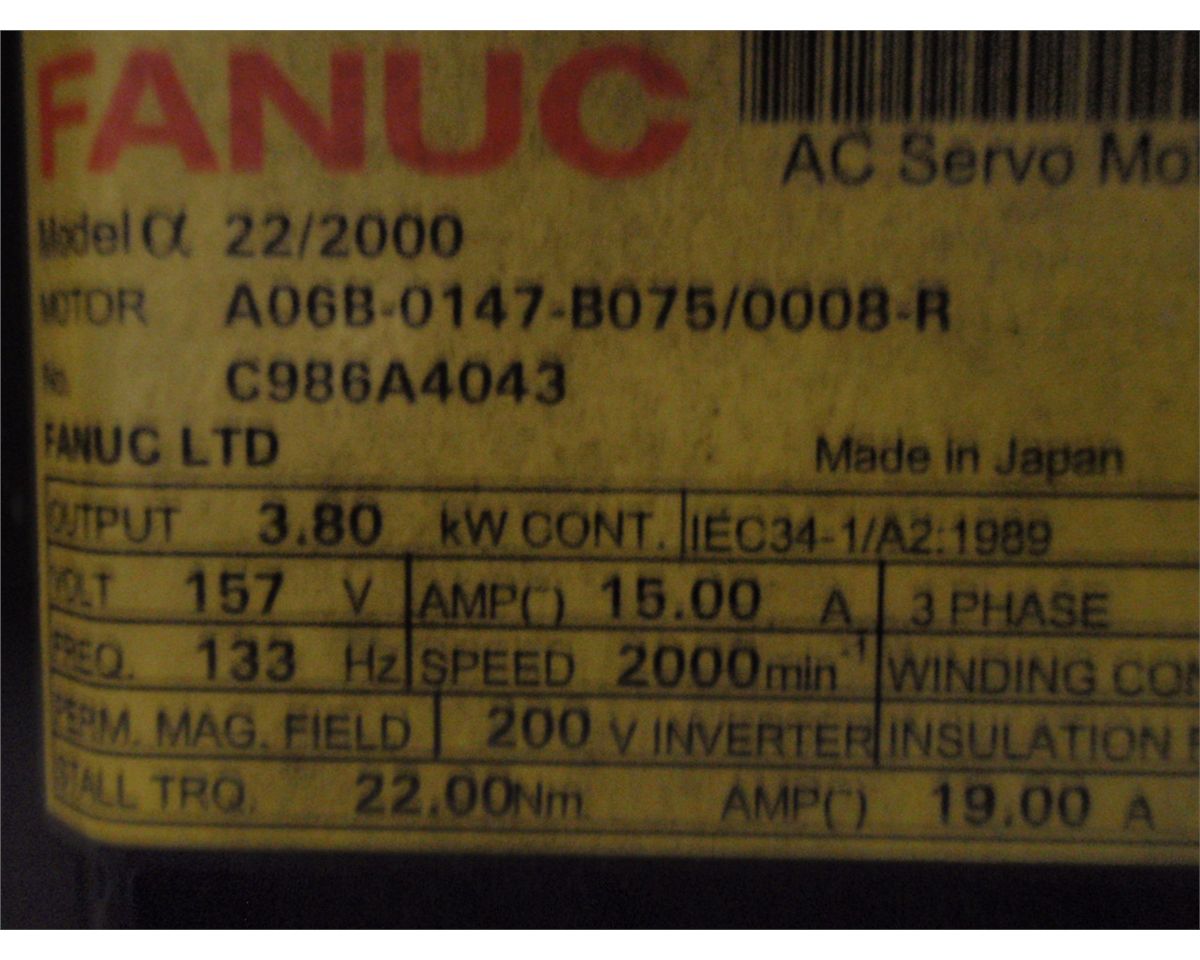 FANUC
AC Servo Mo
Model α 22/2000
MOTOR A06B-0147-B075/0008-R
No. C986A4043
FANUC LTD Made in Japan
OUTPUT 3.80 kW CONT. IEC34-1/A2:1989
VOLT 157 V AMP(~) 15.00 A 3 PHASE
FREQ. 133 Hz SPEED 2000min-1 WINDING CO
PERM. MAG. FIELD 200 V INVERTER INSULATION
STALL TRQ. 22.00Nm AMP(~) 19.00 A